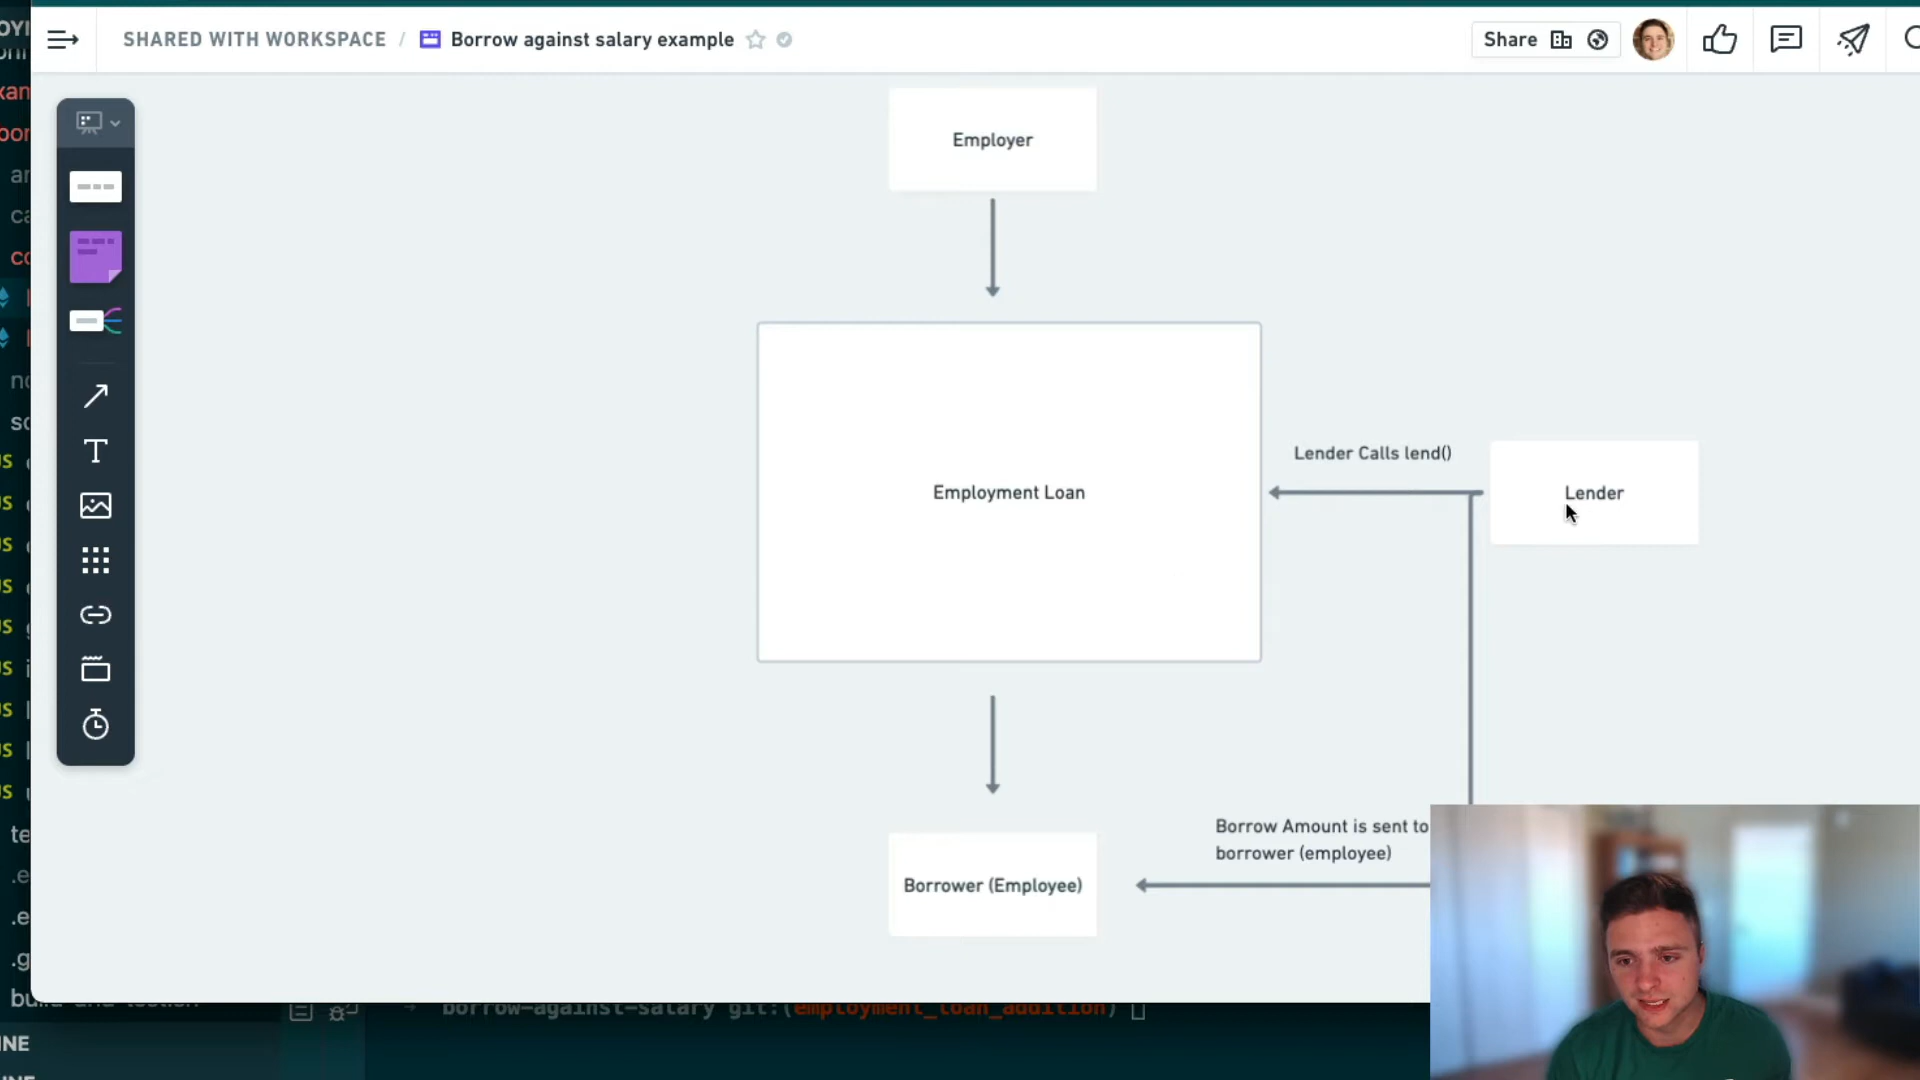 SHARED WITH WORKSPACE / Borrow against salary example
Share
Employer
Employment Loan
Lender Calls lend()
Lender
Borrow Amount is sent to
borrower (employee)
Borrower (Employee)
borrow-against-salary git:(employment_loan_addition)